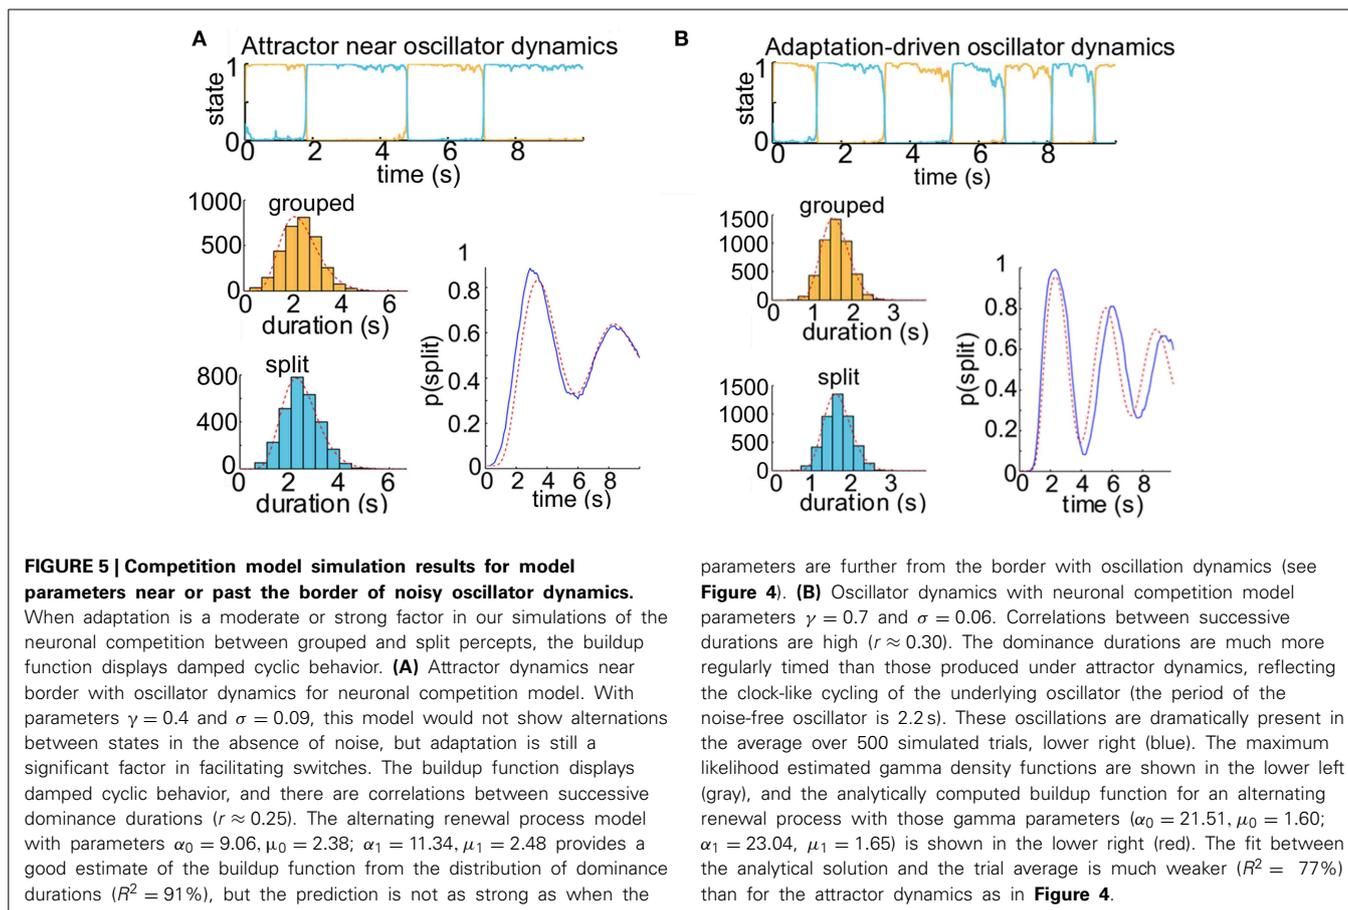 A
Attractor near oscillator dynamics
1
state
0
0 2 4 6 8
time (s)
1000
grouped
500
0
0 2 4 6
duration (s)
800
split
400
0
0 2 4 6
duration (s)
1
0.8
0.6
0.4
0.2
0
p(split)
0 2 4 6 8
time (s)
B
Adaptation-driven oscillator dynamics
1
state
0
0 2 4 6 8
time (s)
1500
grouped
1000
500
0
0 1 2 3
duration (s)
1500
split
1000
500
0
0 1 2 3
duration (s)
1
0.8
0.6
0.4
0.2
0
p(split)
0 2 4 6 8
time (s)
FIGURE 5 | Competition model simulation results for model
parameters near or past the border of noisy oscillator dynamics.
When adaptation is a moderate or strong factor in our simulations of the
neuronal competition between grouped and split percepts, the buildup
function displays damped cyclic behavior. (A) Attractor dynamics near
border with oscillator dynamics for neuronal competition model. With
parameters γ = 0.4 and σ = 0.09, this model would not show alternations
between states in the absence of noise, but adaptation is still a
significant factor in facilitating switches. The buildup function displays
damped cyclic behavior, and there are correlations between successive
dominance durations (r ≈ 0.25). The alternating renewal process model
with parameters α₀ = 9.06, μ₀ = 2.38; α₁ = 11.34, μ₁ = 2.48 provides a
good estimate of the buildup function from the distribution of dominance
durations (R² = 91%), but the prediction is not as strong as when the
parameters are further from the border with oscillation dynamics (see
Figure 4). (B) Oscillator dynamics with neuronal competition model
parameters γ = 0.7 and σ = 0.06. Correlations between successive
durations are high (r ≈ 0.30). The dominance durations are much more
regularly timed than those produced under attractor dynamics, reflecting
the clock-like cycling of the underlying oscillator (the period of the
noise-free oscillator is 2.2 s). These oscillations are dramatically present in
the average over 500 simulated trials, lower right (blue). The maximum
likelihood estimated gamma density functions are shown in the lower left
(gray), and the analytically computed buildup function for an alternating
renewal process with those gamma parameters (α₀ = 21.51, μ₀ = 1.60;
α₁ = 23.04, μ₁ = 1.65) is shown in the lower right (red). The fit between
the analytical solution and the trial average is much weaker (R² = 77%)
than for the attractor dynamics as in Figure 4.